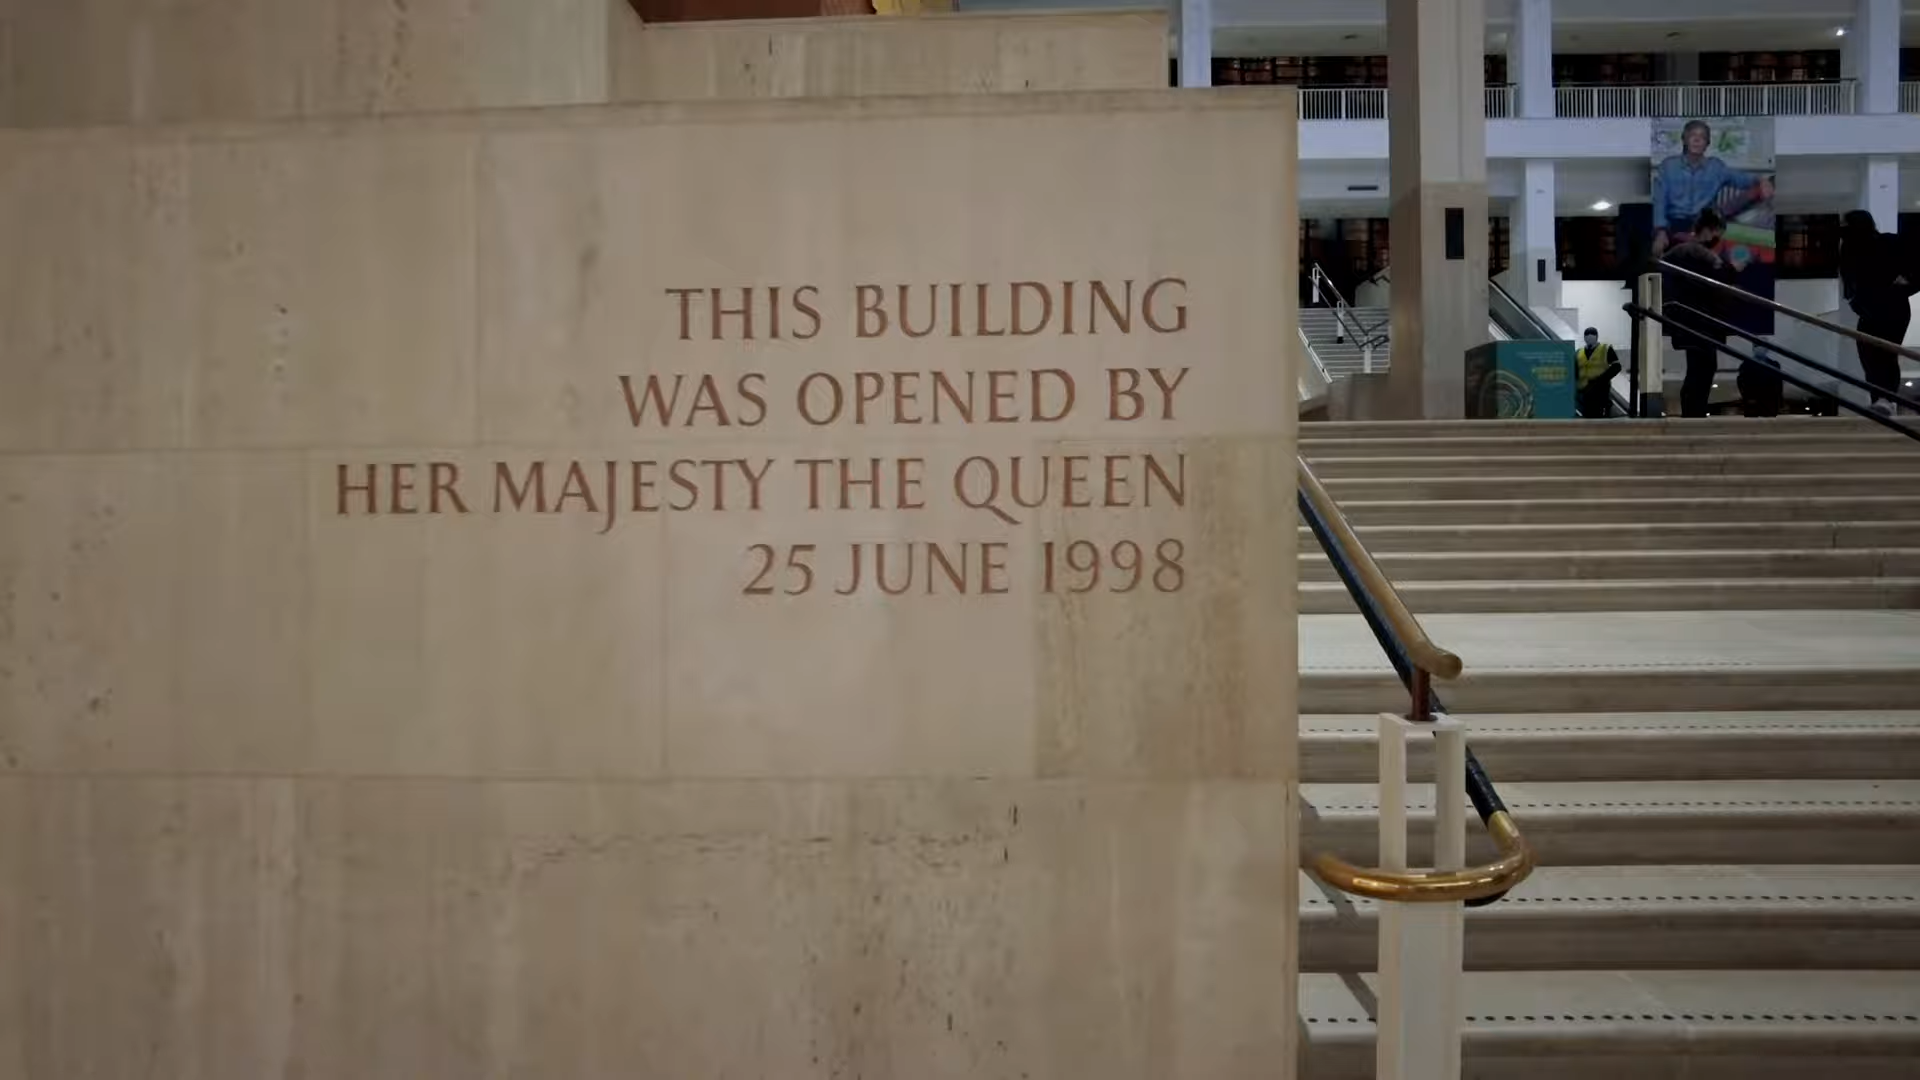 THIS BUILDING
WAS OPENED BY
HER MAJESTY THE QUEEN
25 JUNE 1998